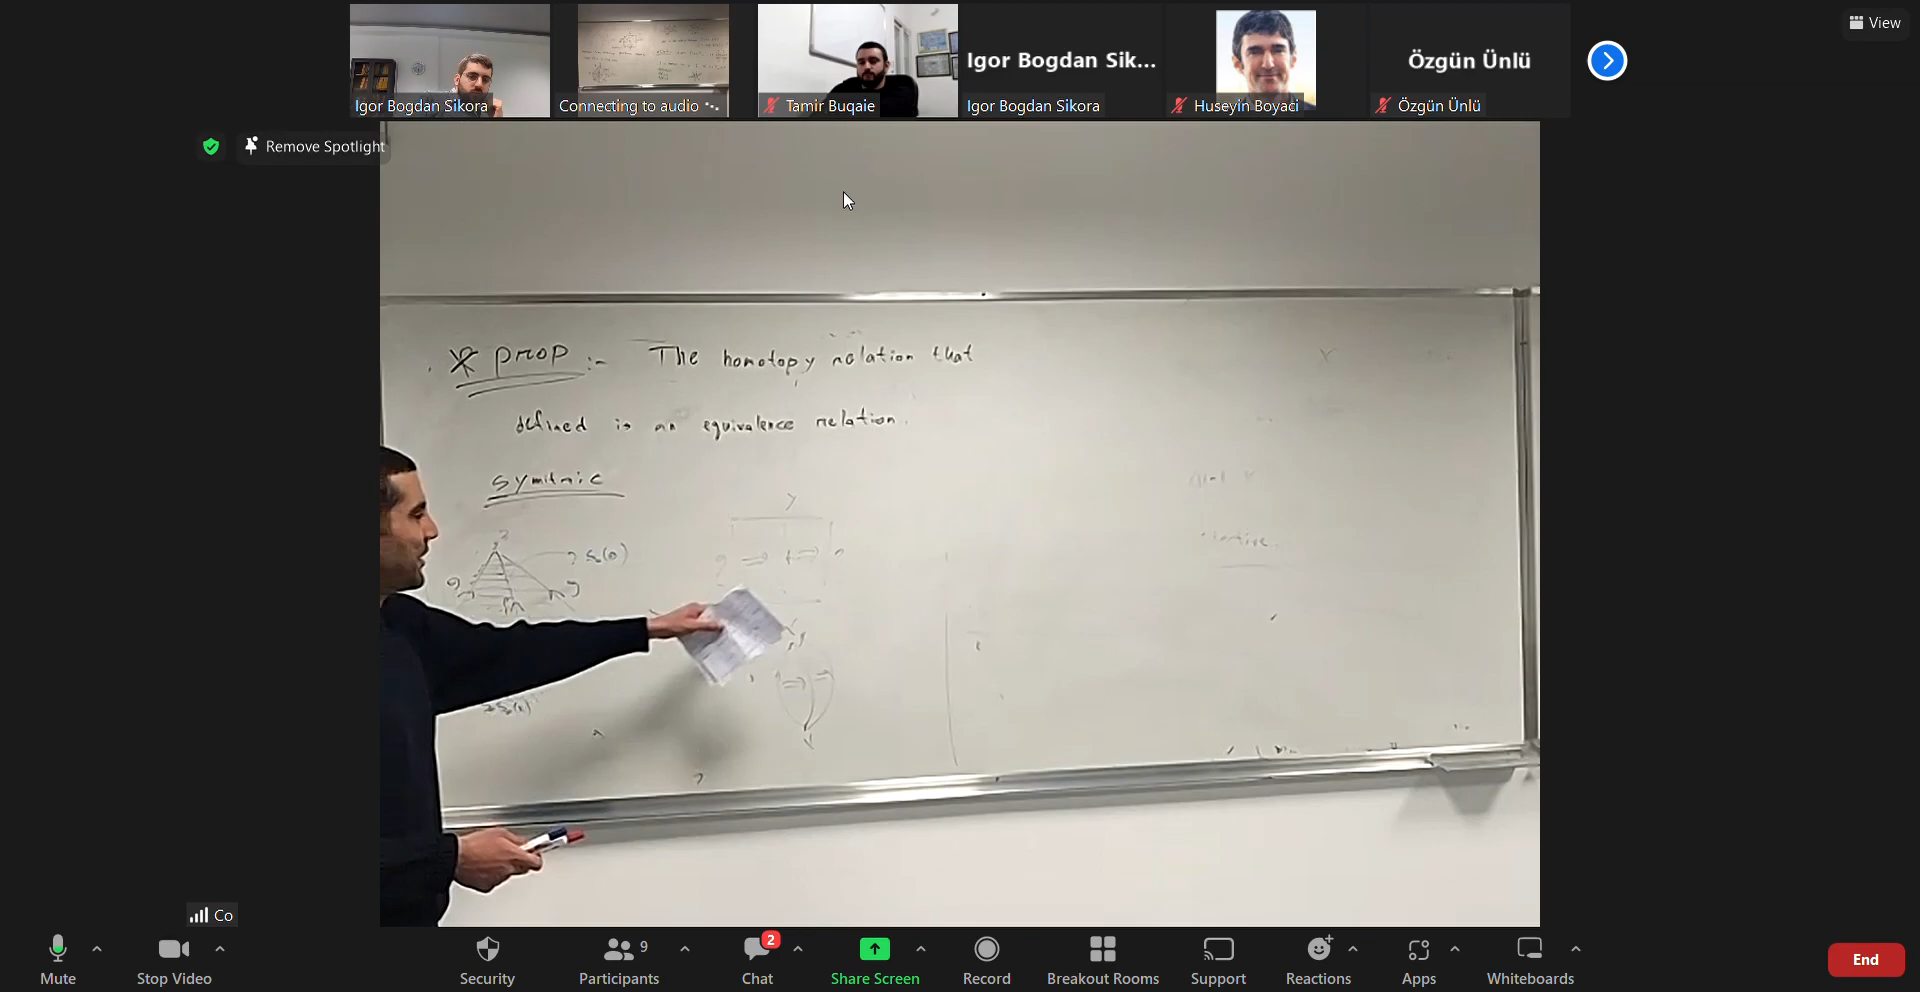 View
Igor Bogdan Sikora
Connecting to audio
Tamir Buqaie
Igor Bogdan Sik...
Igor Bogdan Sikora
Huseyin Boyaci
Özgün Ünlü
Özgün Ünlü
Remove Spotlight
* prop :- The homotopy relation that
defined is an equivalence relation.
symitric
Y
Co
Mute
Stop Video
Security
9
Participants
2
Chat
Share Screen
Record
Breakout Rooms
Support
Reactions
Apps
Whiteboards
End